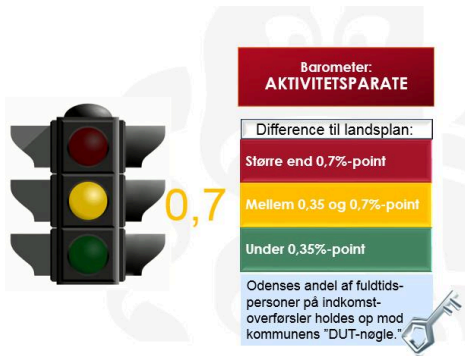 Barometer:
AKTIVITETSPARATE
Difference til landsplan:
Større end 0,7%-point
0,7
Mellem 0,35 og 0,7%-point
Under 0,35%-point
Odenses andel af fuldtids-
personer på indkomst-
overførsler holdes op mod
kommunens "DUT-nøgle."